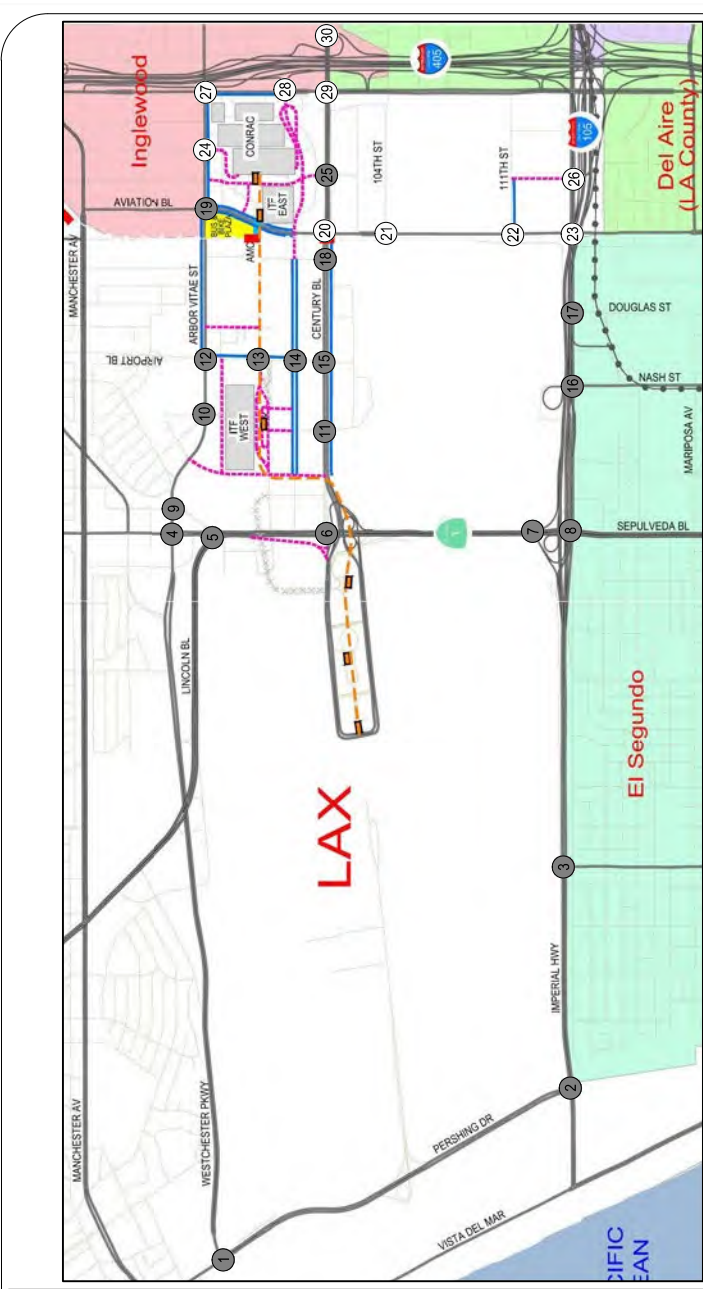 MANCHESTER AV
MANCHESTER AV
Inglewood
AVIATION BL
AIRPORT BL
WESTCHESTER PKWY
LINCOLN BL
ARBOR VITAE ST
1
4
9
5
10
12
19
24
27
BUS
BIKE
PLAZA
AMC
ITF
WEST
13
14
ITF
EAST
CONRAC
28
LAX
CENTURY BL
6
11
15
18
20
25
29
30
104TH ST
21
405
1
111TH ST
22
7
PERSHING DR
VISTA DEL MAR
IMPERIAL HWY
2
3
8
16
17
23
26
105
CIFIC
EAN
El Segundo
SEPULVEDA BL
NASH ST
DOUGLAS ST
MARIPOSA AV
Del Aire
(LA County)